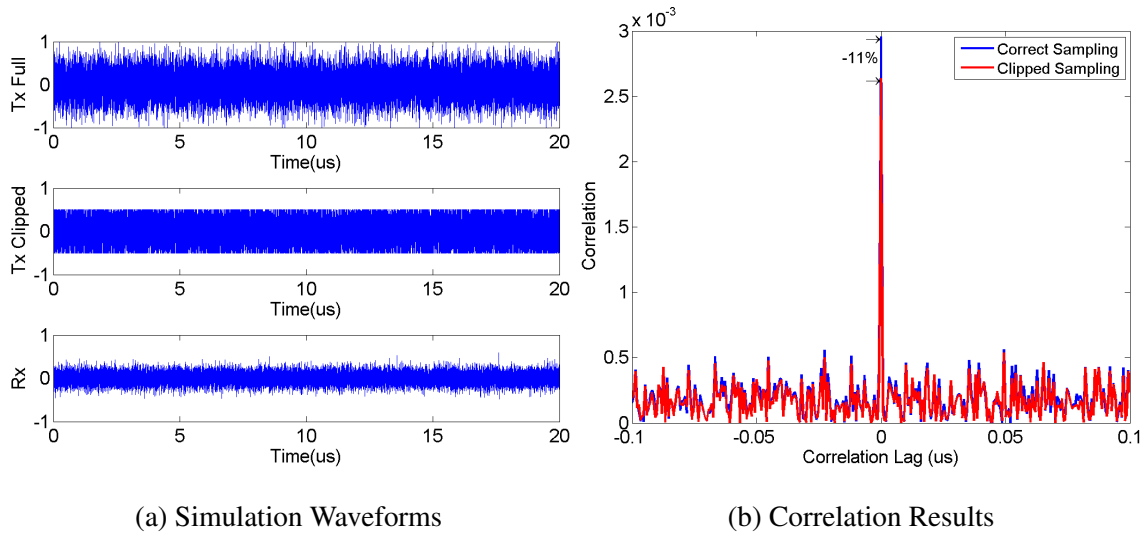 Tx Full
1
0
-1
0
5
10
15
20
Time(us)
Tx Clipped
1
0
-1
0
5
10
15
20
Time(us)
Rx
1
0
-1
0
5
10
15
20
Time(us)
(a) Simulation Waveforms
x 10^-3
3
2.5
2
1.5
1
0.5
0
Correlation
-11%
Correct Sampling
Clipped Sampling
-0.1
-0.05
0
0.05
0.1
Correlation Lag (us)
(b) Correlation Results